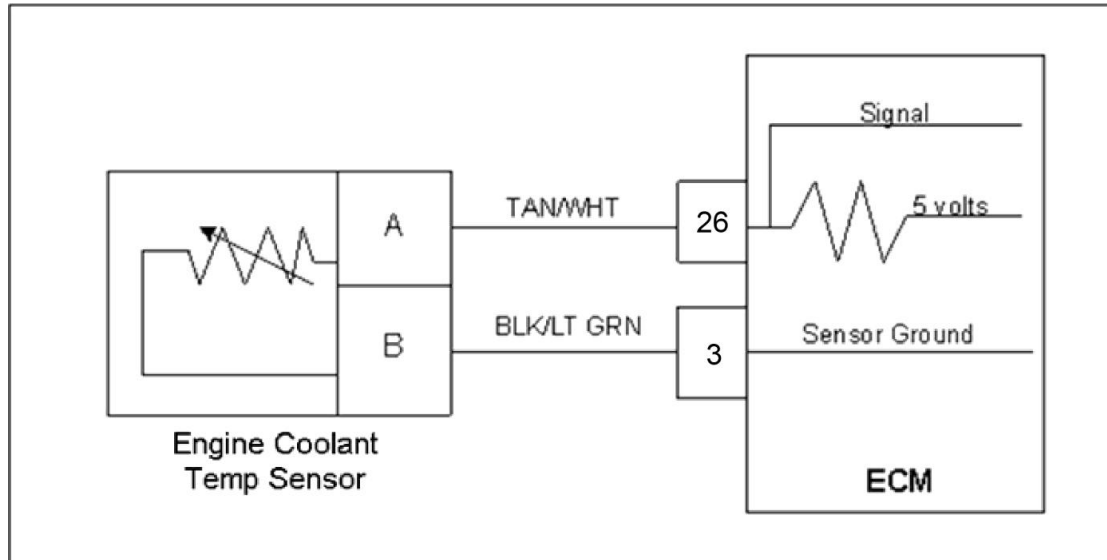 Signal
A
TAN/WHT
26
5 volts
B
BLK/LT GRN
3
Sensor Ground
Engine Coolant
Temp Sensor
ECM